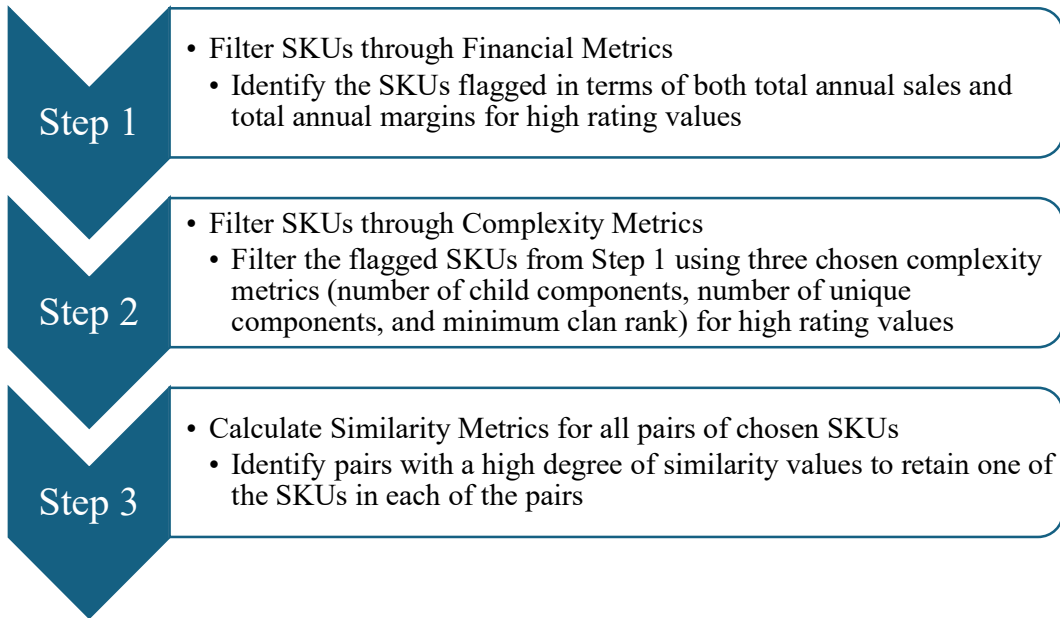 Step 1
• Filter SKUs through Financial Metrics
• Identify the SKUs flagged in terms of both total annual sales and
total annual margins for high rating values
Step 2
• Filter SKUs through Complexity Metrics
• Filter the flagged SKUs from Step 1 using three chosen complexity
metrics (number of child components, number of unique
components, and minimum clan rank) for high rating values
Step 3
• Calculate Similarity Metrics for all pairs of chosen SKUs
• Identify pairs with a high degree of similarity values to retain one of
the SKUs in each of the pairs